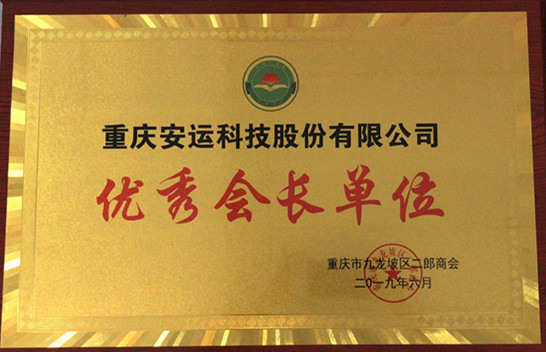 重庆安运科技股份有限公司
优秀会长单位
重庆市九龙坡区二郎商会
二〇一九年六月